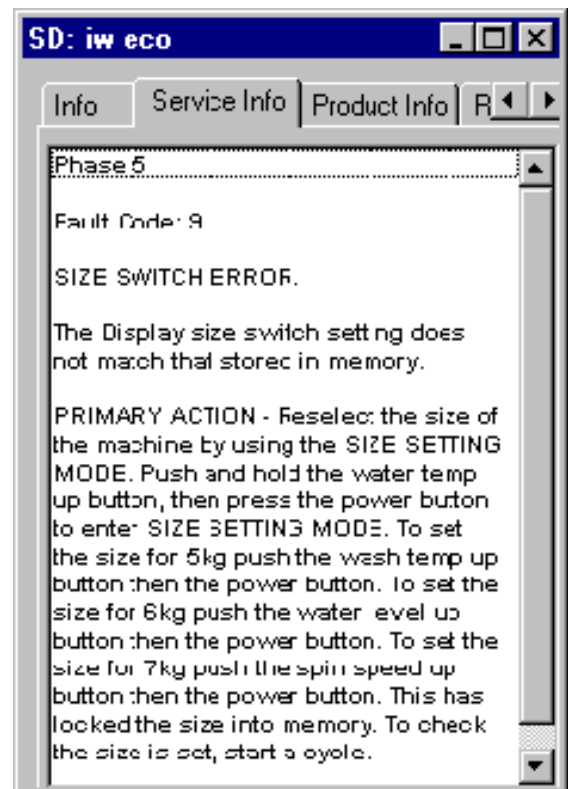 SD: iw eco
Info Service Info Product Info R
Phase 5
Fault Code: 9
SIZE SWITCH ERROR.
The Display size switch setting does
not match that stored in memory.
PRIMARY ACTION - Reselect the size of
the machine by using the SIZE SETTING
MODE. Push and hold the water temp
up button, then press the power button
to enter SIZE SETTING MODE. To set
the size for 5kg push the wash temp up
button then the power button. To set the
size for 6kg push the water level up
button then the power button. To set the
size for 7kg push the spin speed up
button then the power button. This has
locked the size into memory. To check
the size is set, start a cycle.